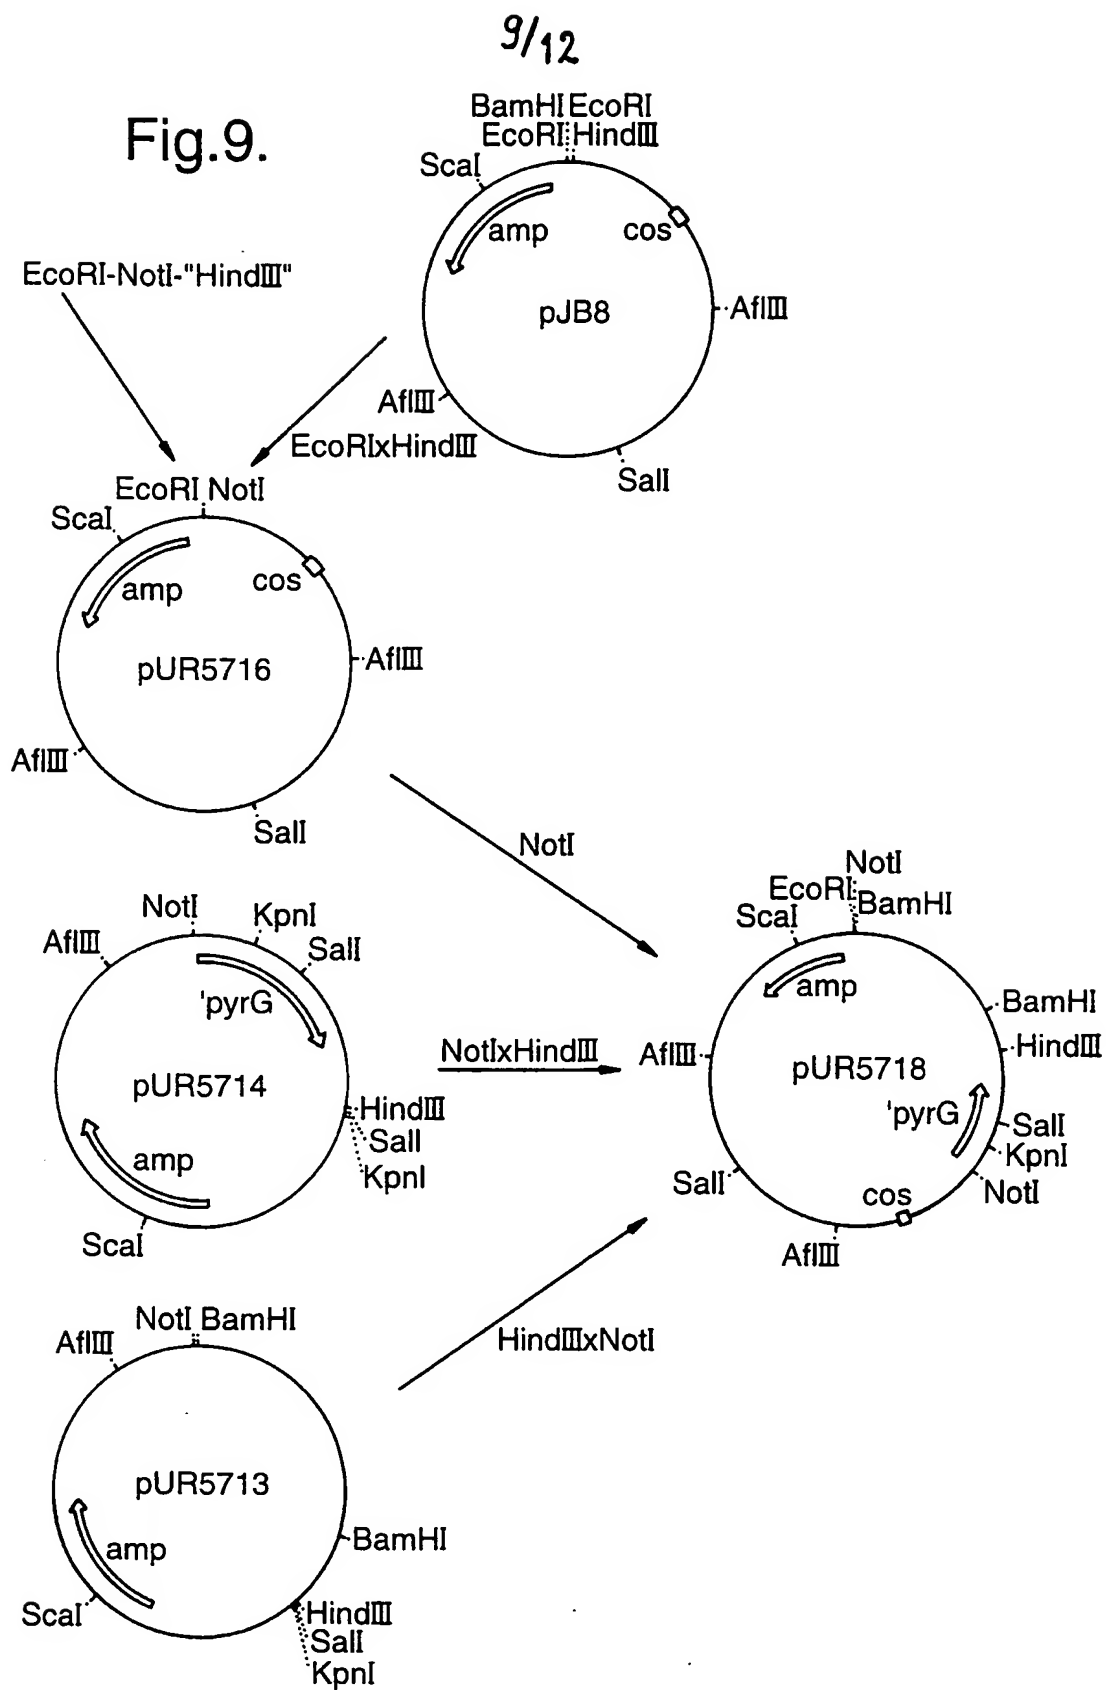 9/12
Fig.9.
BamHI EcoRI
EcoRI HindIII
ScaI
amp
cos
pJB8
AflIII
AflIII
SalI
EcoRI-NotI-"HindIII"
EcoRIxHindIII
EcoRI NotI
ScaI
amp
cos
pUR5716
AflIII
AflIII
SalI
NotI
NotI
KpnI
AflIII
SalI
'pyrG
pUR5714
HindIII
SalI
KpnI
amp
ScaI
NotIxHindIII
NotI
EcoRI
BamHI
ScaI
amp
BamHI
HindIII
AflIII
pUR5718
'pyrG
SalI
KpnI
NotI
SalI
cos
AflIII
NotI BamHI
AflIII
HindIIIxNotI
pUR5713
BamHI
amp
ScaI
HindIII
SalI
KpnI